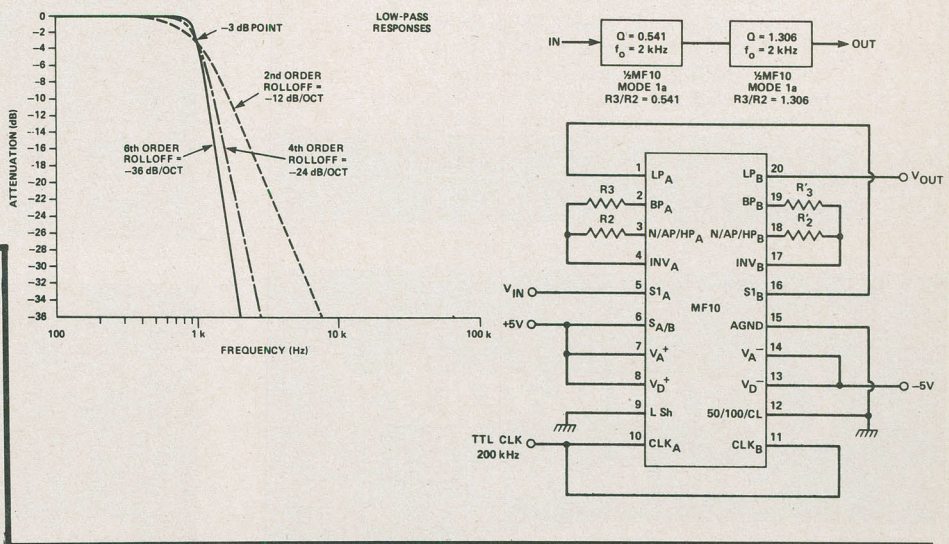 LOW-PASS
RESPONSES
−3 dB POINT
2nd ORDER
ROLLOFF =
−12 dB/OCT
6th ORDER
ROLLOFF =
−36 dB/OCT
4th ORDER
ROLLOFF =
−24 dB/OCT
ATTENUATION (dB)
0
−2
−4
−6
−8
−10
−12
−14
−16
−18
−20
−22
−24
−26
−28
−30
−32
−34
−36
100 1 k 10 k 100 k
FREQUENCY (Hz)
IN
Q = 0.541
fo = 2 kHz
Q = 1.306
fo = 2 kHz
OUT
½MF10
MODE 1a
R3/R2 = 0.541
½MF10
MODE 1a
R3/R2 = 1.306
1 LPA LPB 20 VOUT
R3 2 BPA BPB 19 R'3
R2 3 N/AP/HPA N/AP/HPB 18 R'2
4 INVA INVB 17
VIN 5 S1A S1B 16
MF10
+5V 6 SA/B AGND 15
7 VA+ VA− 14
8 VD+ VD− 13 −5V
9 L Sh 50/100/CL 12
TTL CLK
200 kHz
10 CLKA CLKB 11